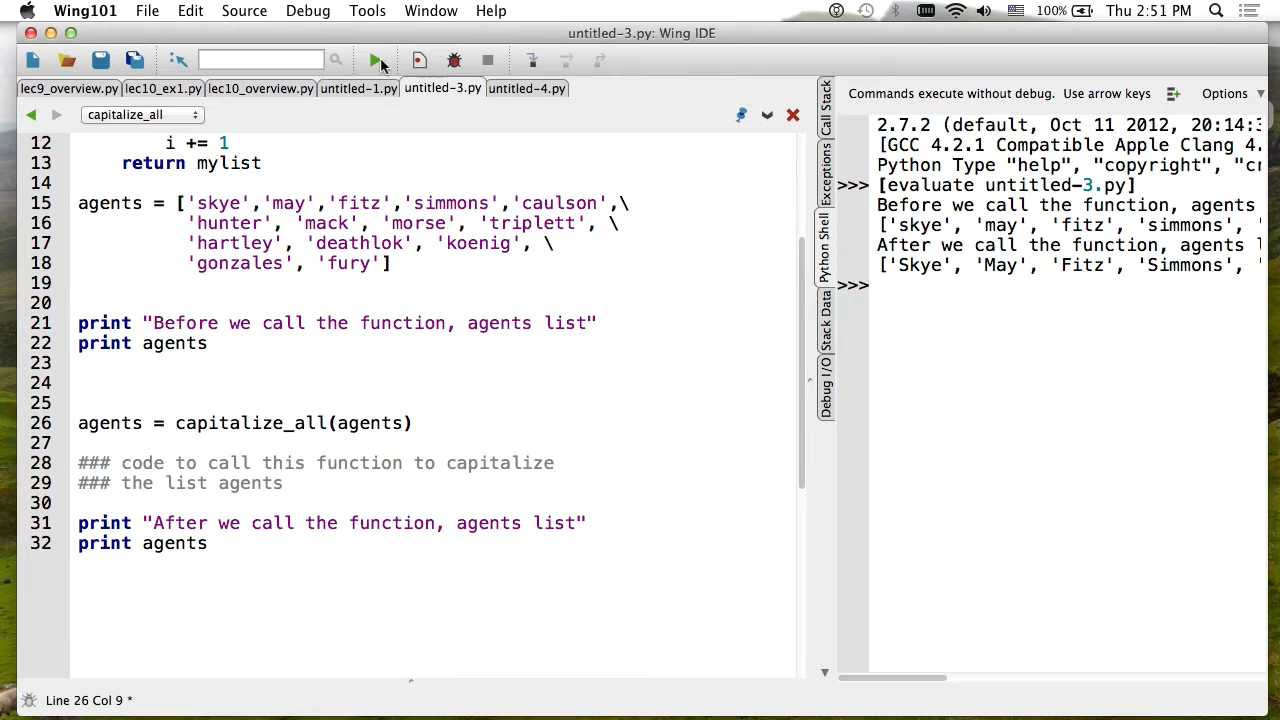 Wing101 File Edit Source Debug Tools Window Help 100% Thu 2:51 PM
untitled-3.py: Wing IDE
lec9_overview.py lec10_ex1.py lec10_overview.py untitled-1.py untitled-3.py untitled-4.py
capitalize_all
12 i += 1
13 return mylist
14
15 agents = ['skye','may','fitz','simmons','caulson',\
16 'hunter', 'mack', 'morse', 'triplett', \
17 'hartley', 'deathlok', 'koenig', \
18 'gonzales', 'fury']
19
20
21 print "Before we call the function, agents list"
22 print agents
23
24
25
26 agents = capitalize_all(agents)
27
28 ### code to call this function to capitalize
29 ### the list agents
30
31 print "After we call the function, agents list"
32 print agents
Line 26 Col 9 *
Call Stack
Exceptions
Python Shell
Stack Data
Debug I/O
Commands execute without debug. Use arrow keys Options
2.7.2 (default, Oct 11 2012, 20:14:
[GCC 4.2.1 Compatible Apple Clang 4.
Python Type "help", "copyright", "cr
>>> [evaluate untitled-3.py]
Before we call the function, agents
['skye', 'may', 'fitz', 'simmons', '
After we call the function, agents l
['Skye', 'May', 'Fitz', 'Simmons', '
>>>